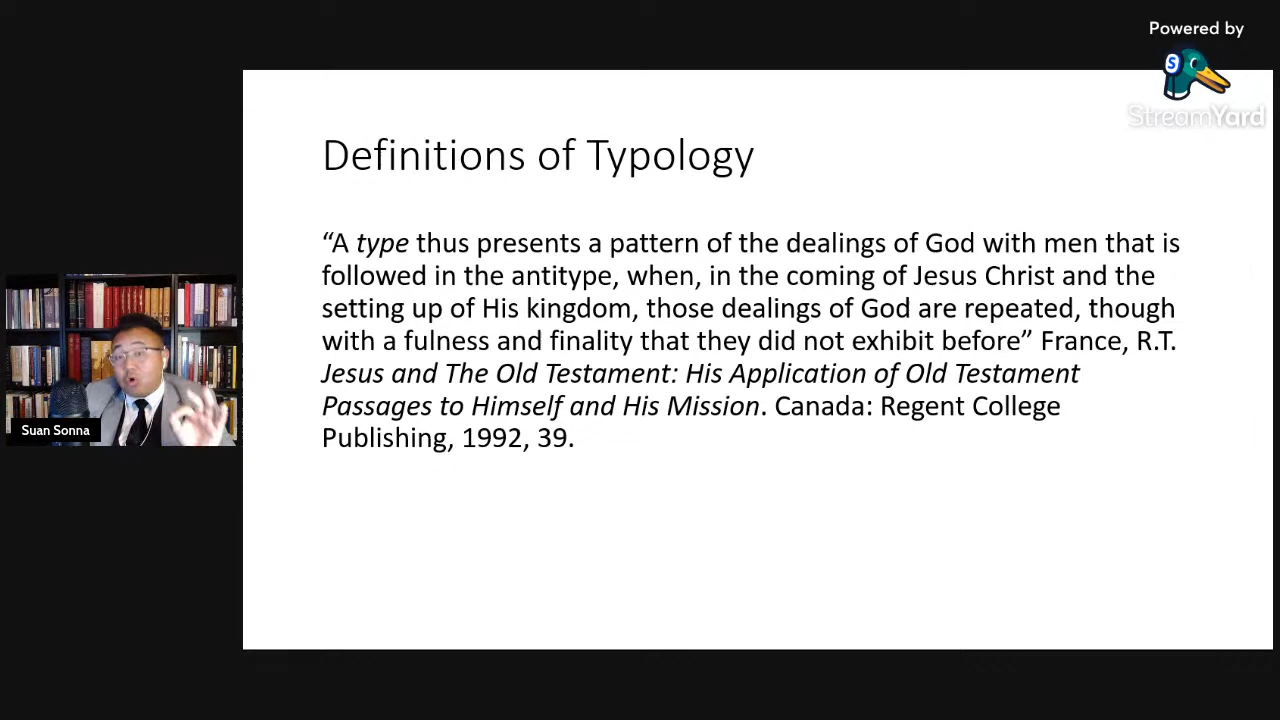 Powered by
StreamYard
Definitions of Typology
“A type thus presents a pattern of the dealings of God with men that is
followed in the antitype, when, in the coming of Jesus Christ and the
setting up of His kingdom, those dealings of God are repeated, though
with a fulness and finality that they did not exhibit before” France, R.T.
Jesus and The Old Testament: His Application of Old Testament
Passages to Himself and His Mission. Canada: Regent College
Publishing, 1992, 39.
Suan Sonna